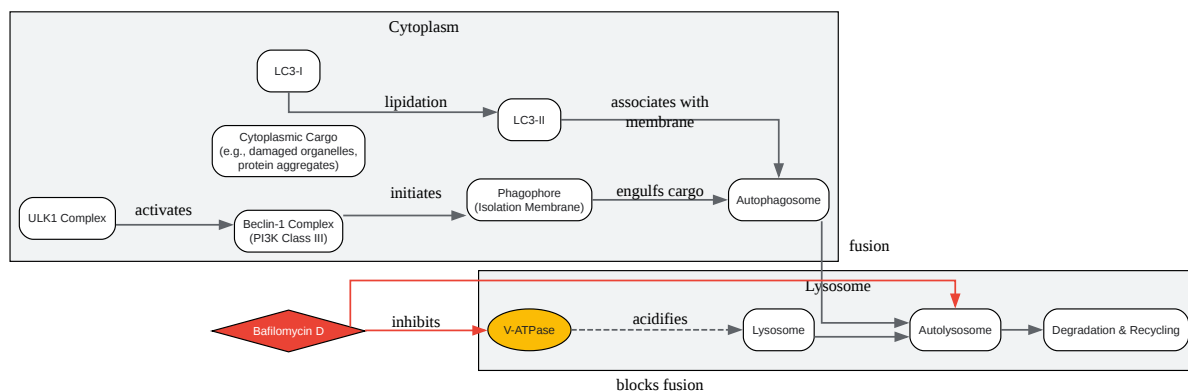 Cytoplasm
LC3-I
lipidation
LC3-II
associates with
membrane
Cytoplasmic Cargo
(e.g., damaged organelles,
protein aggregates)
ULK1 Complex
activates
Beclin-1 Complex
(PI3K Class III)
initiates
Phagophore
(Isolation Membrane)
engulfs cargo
Autophagosome
fusion
Lysosome
Bafilomycin D
inhibits
V-ATPase
acidifies
Lysosome
Autolysosome
Degradation & Recycling
blocks fusion